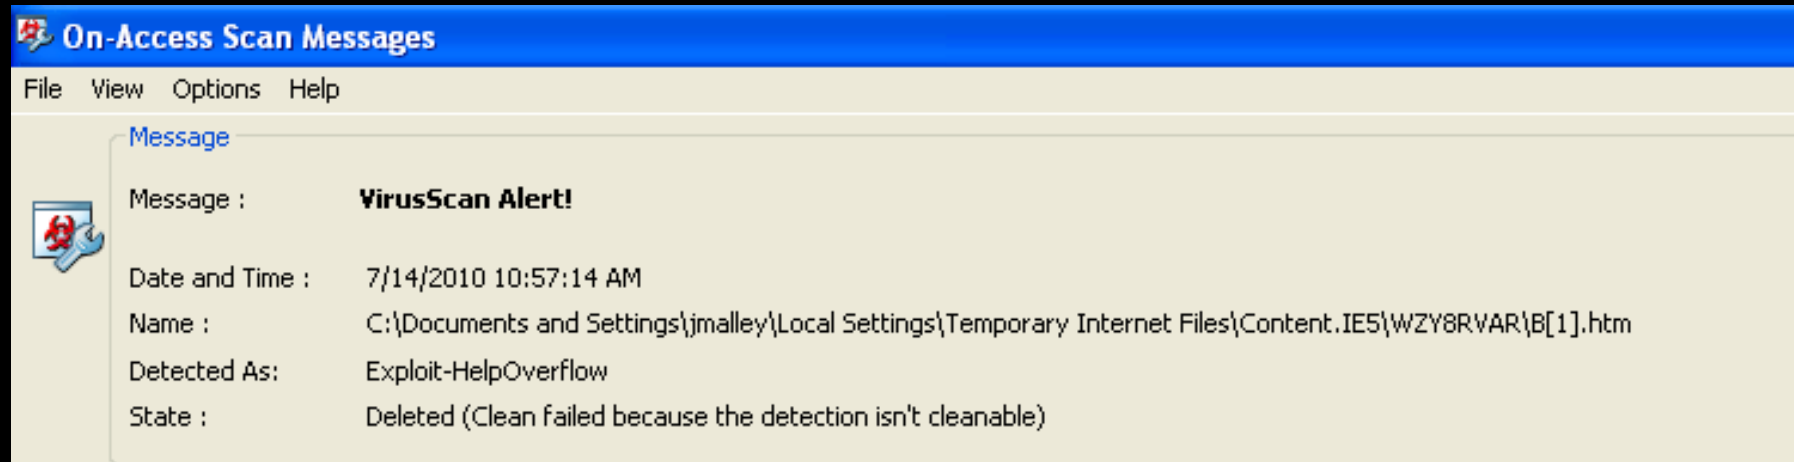 On-Access Scan Messages
File View Options Help
Message
Message : VirusScan Alert!
Date and Time : 7/14/2010 10:57:14 AM
Name : C:\Documents and Settings\jmalley\Local Settings\Temporary Internet Files\Content.IE5\WZY8RVAR\B[1].htm
Detected As: Exploit-HelpOverflow
State : Deleted (Clean failed because the detection isn't cleanable)